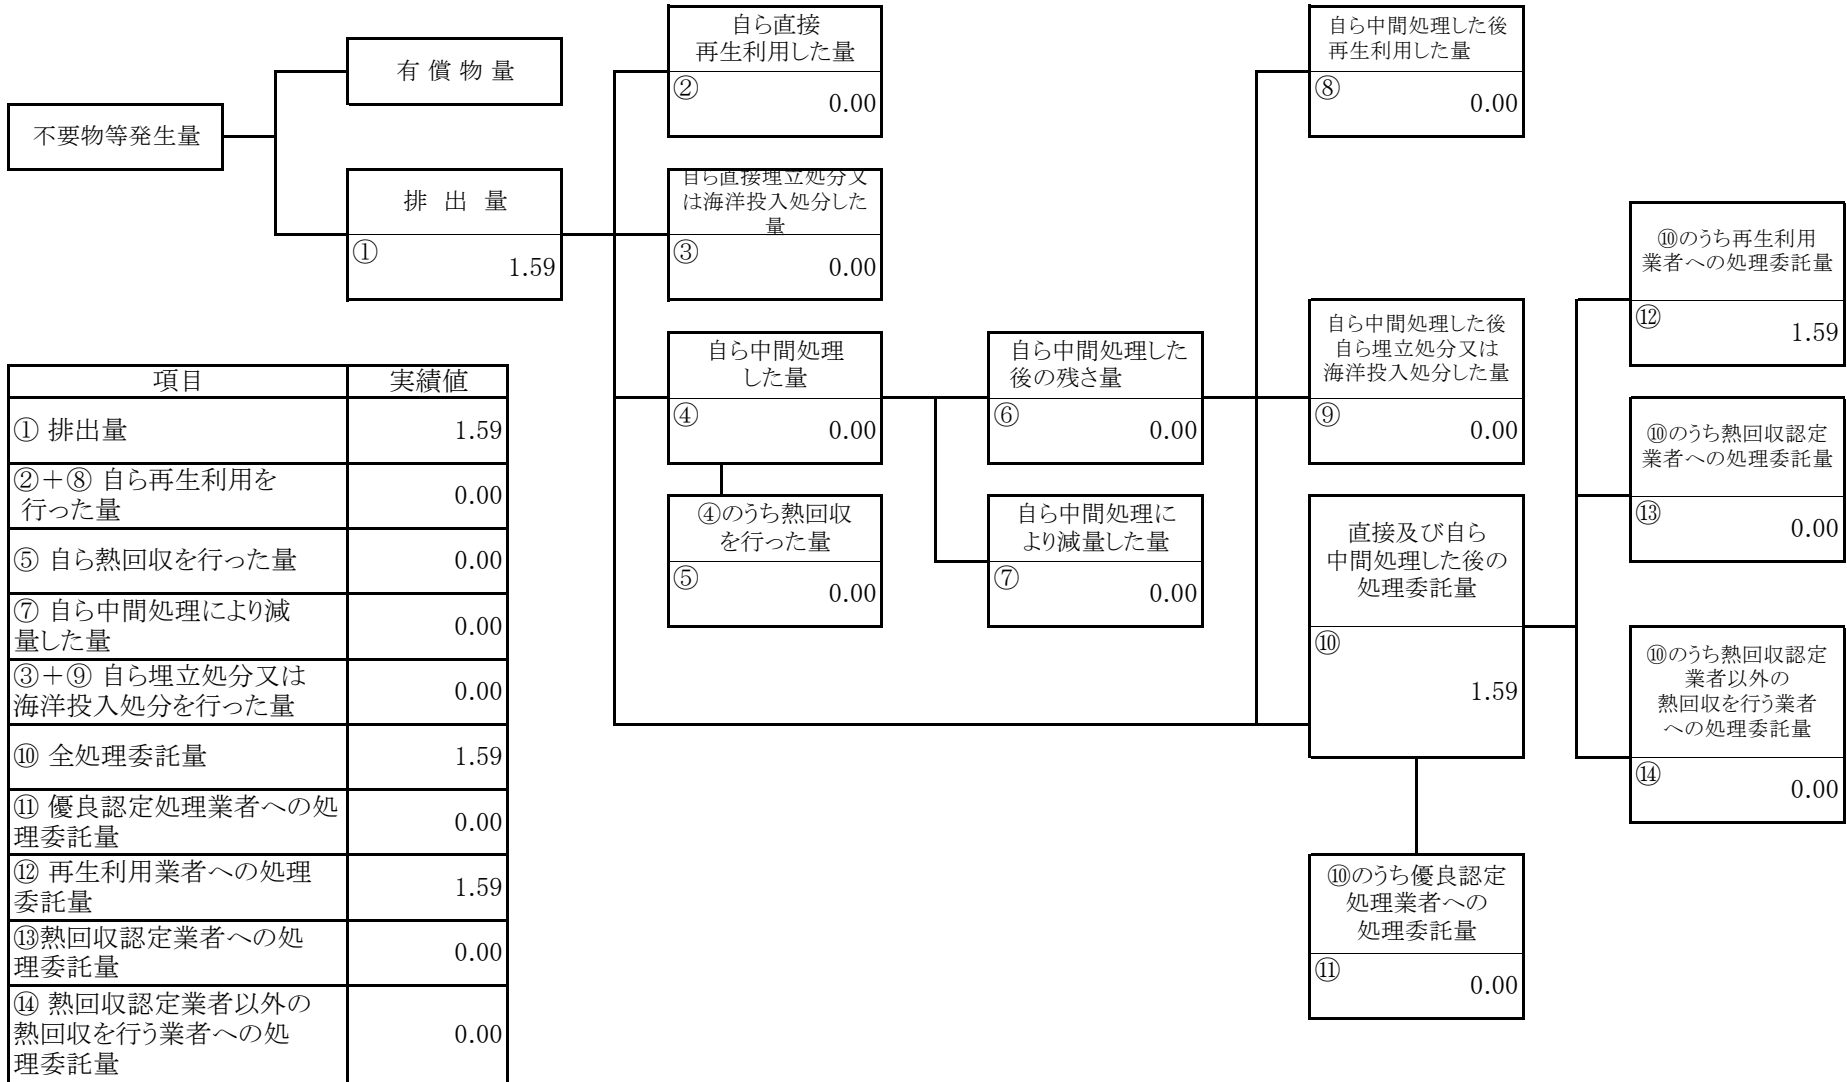 不要物等発生量
有償物量
排出量
①
1.59
自ら直接
再生利用した量
②
0.00
自ら直接埋立処分又
は海洋投入処分した
量
③
0.00
自ら中間処理
した量
④
0.00
④のうち熱回収
を行った量
⑤
0.00
自ら中間処理した
後の残さ量
⑥
0.00
自ら中間処理に
より減量した量
⑦
0.00
自ら中間処理した後
再生利用した量
⑧
0.00
自ら中間処理した後
自ら埋立処分又は
海洋投入処分した量
⑨
0.00
直接及び自ら
中間処理した後の
処理委託量
⑩
1.59
⑩のうち優良認定
処理業者への
処理委託量
⑪
0.00
⑩のうち再生利用
業者への処理委託量
⑫
1.59
⑩のうち熱回収認定
業者への処理委託量
⑬
0.00
⑩のうち熱回収認定
業者以外の
熱回収を行う業者
への処理委託量
⑭
0.00
項目 実績値
① 排出量 1.59
②+⑧ 自ら再生利用を
行った量 0.00
⑤ 自ら熱回収を行った量 0.00
⑦ 自ら中間処理により減
量した量 0.00
③+⑨ 自ら埋立処分又は
海洋投入処分を行った量 0.00
⑩ 全処理委託量 1.59
⑪ 優良認定処理業者への処
理委託量 0.00
⑫ 再生利用業者への処理
委託量 1.59
⑬熱回収認定業者への処
理委託量 0.00
⑭ 熱回収認定業者以外の
熱回収を行う業者への処
理委託量 0.00